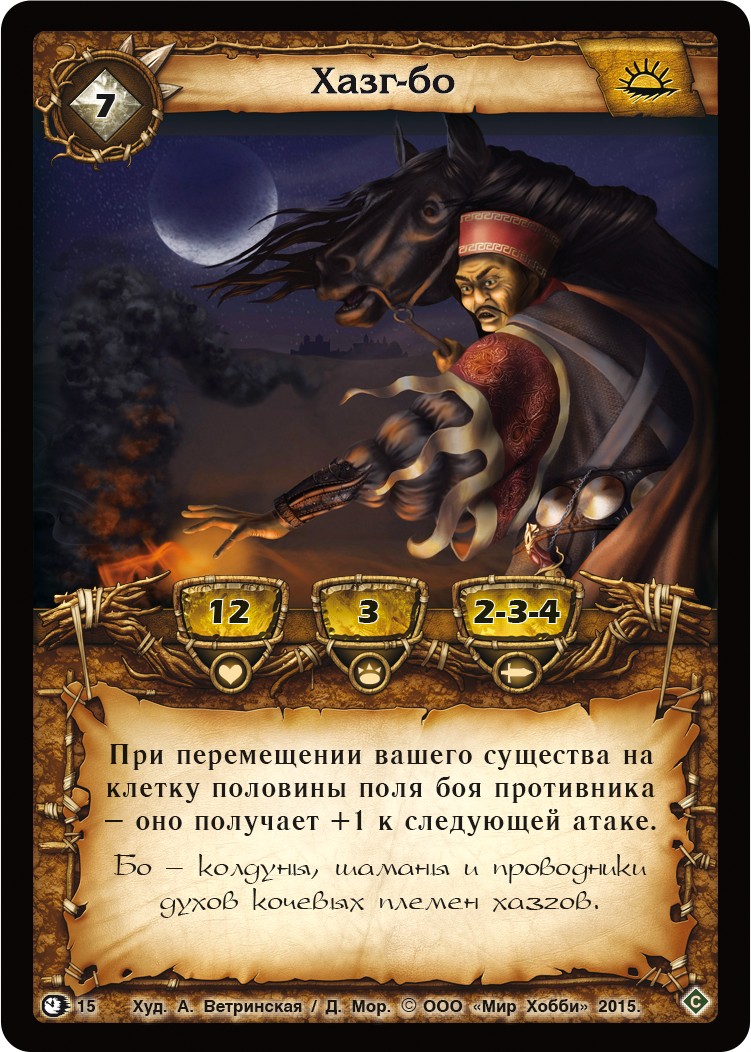 7
Хазг-бо
12
3
2-3-4
При перемещении вашего существа на
клетку половины поля боя противника
– оно получает +1 к следующей атаке.
Бо – колдуны, шаманы и проводники
духов кочевых племен хазгов.
15 Худ. А. Ветринская / Д. Мор. © ООО «Мир Хобби» 2015. C